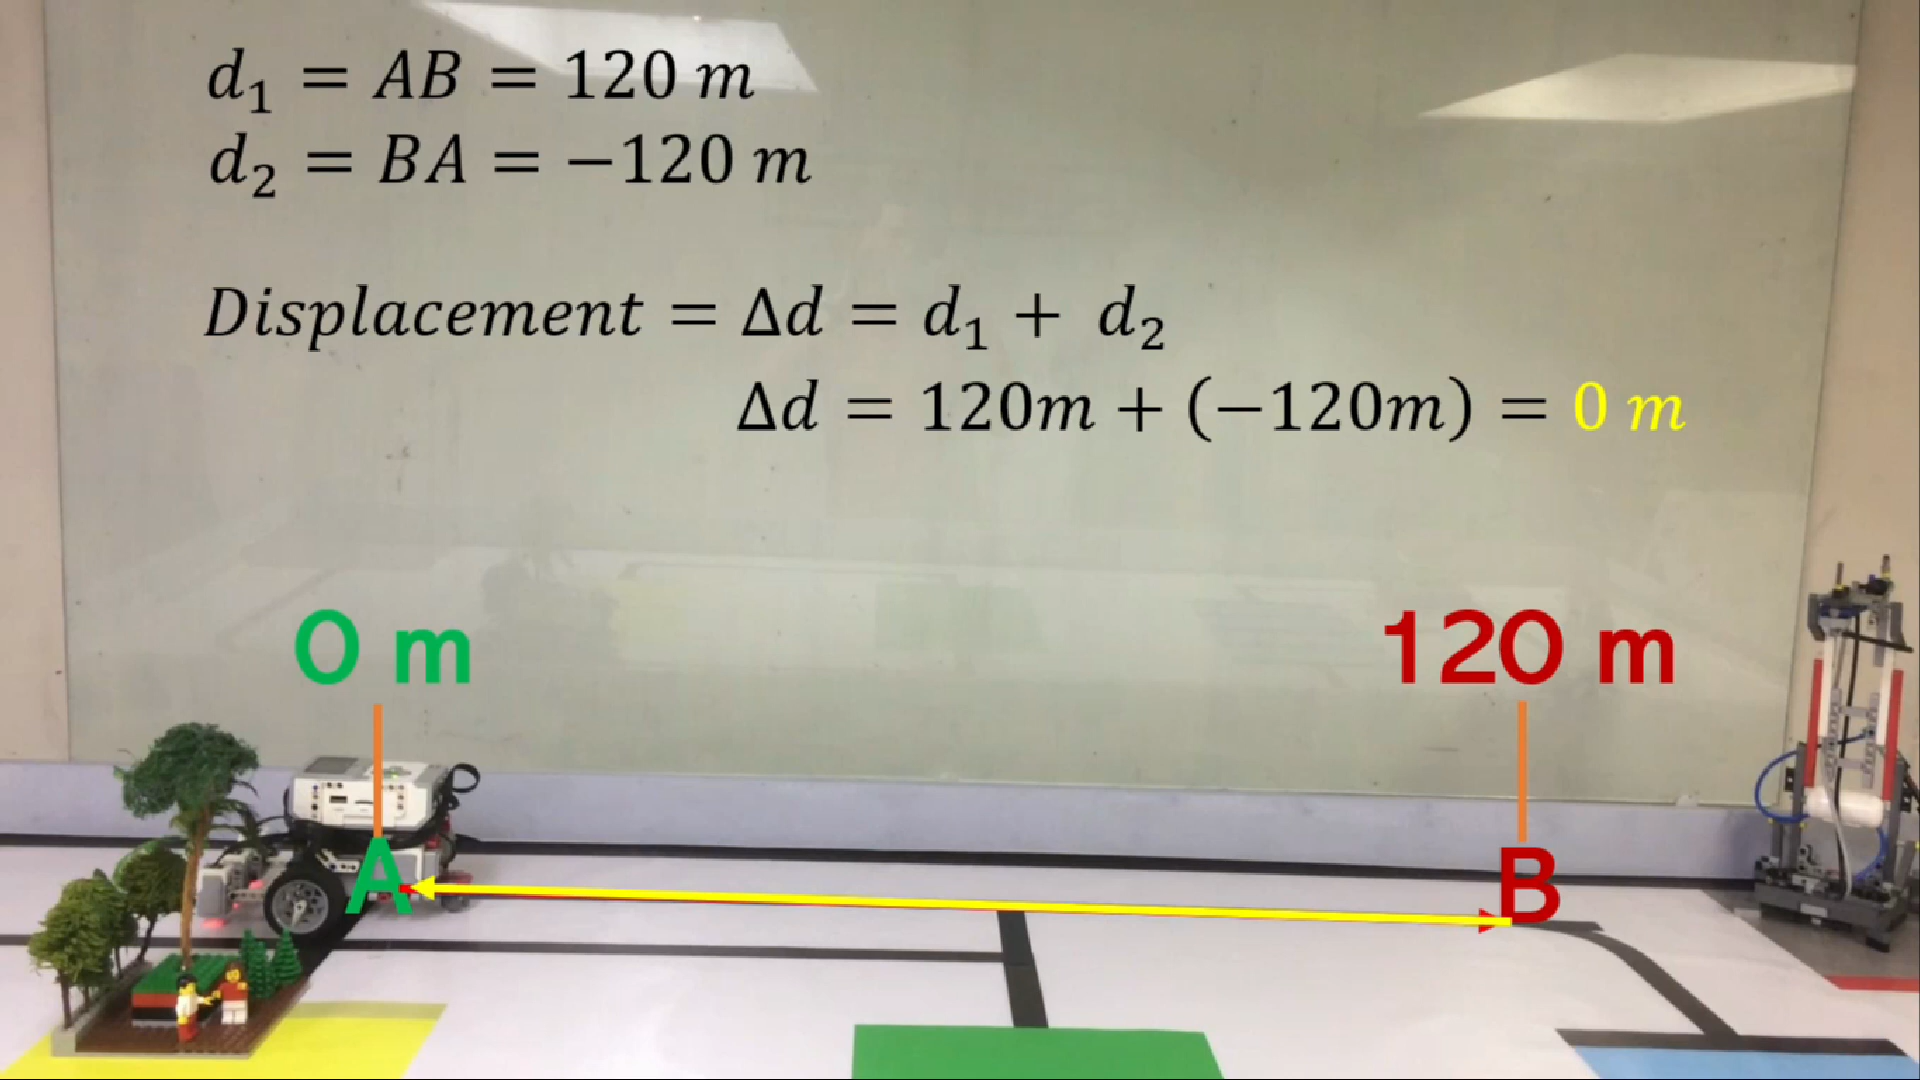 d₁ = AB = 120 m
d₂ = BA = −120 m
Displacement = Δd = d₁ + d₂
Δd = 120m + (−120m) = 0 m
0 m
120 m
A
B